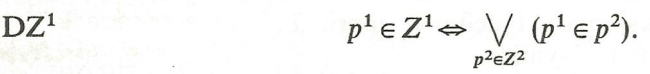 DZ¹ p¹ ∈ Z¹ ⇔ ⋁ (p¹ ∈ p²).
p²∈Z²